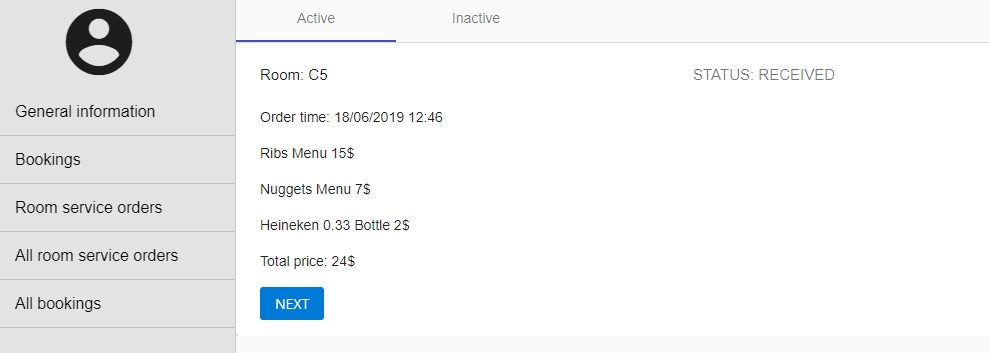 Active
Inactive
General information
Bookings
Room service orders
All room service orders
All bookings
Room: C5
STATUS: RECEIVED
Order time: 18/06/2019 12:46
Ribs Menu 15$
Nuggets Menu 7$
Heineken 0.33 Bottle 2$
Total price: 24$
NEXT